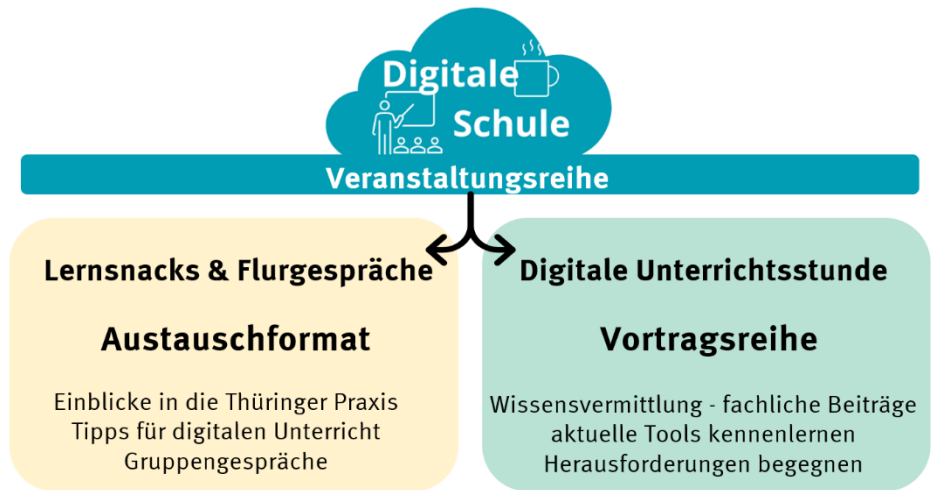 Digitale
Schule
Veranstaltungsreihe
Lernsnacks & Flurgespräche
Austauschformat
Einblicke in die Thüringer Praxis
Tipps für digitalen Unterricht
Gruppengespräche
Digitale Unterrichtsstunde
Vortragsreihe
Wissensvermittlung - fachliche Beiträge
aktuelle Tools kennenlernen
Herausforderungen begegnen